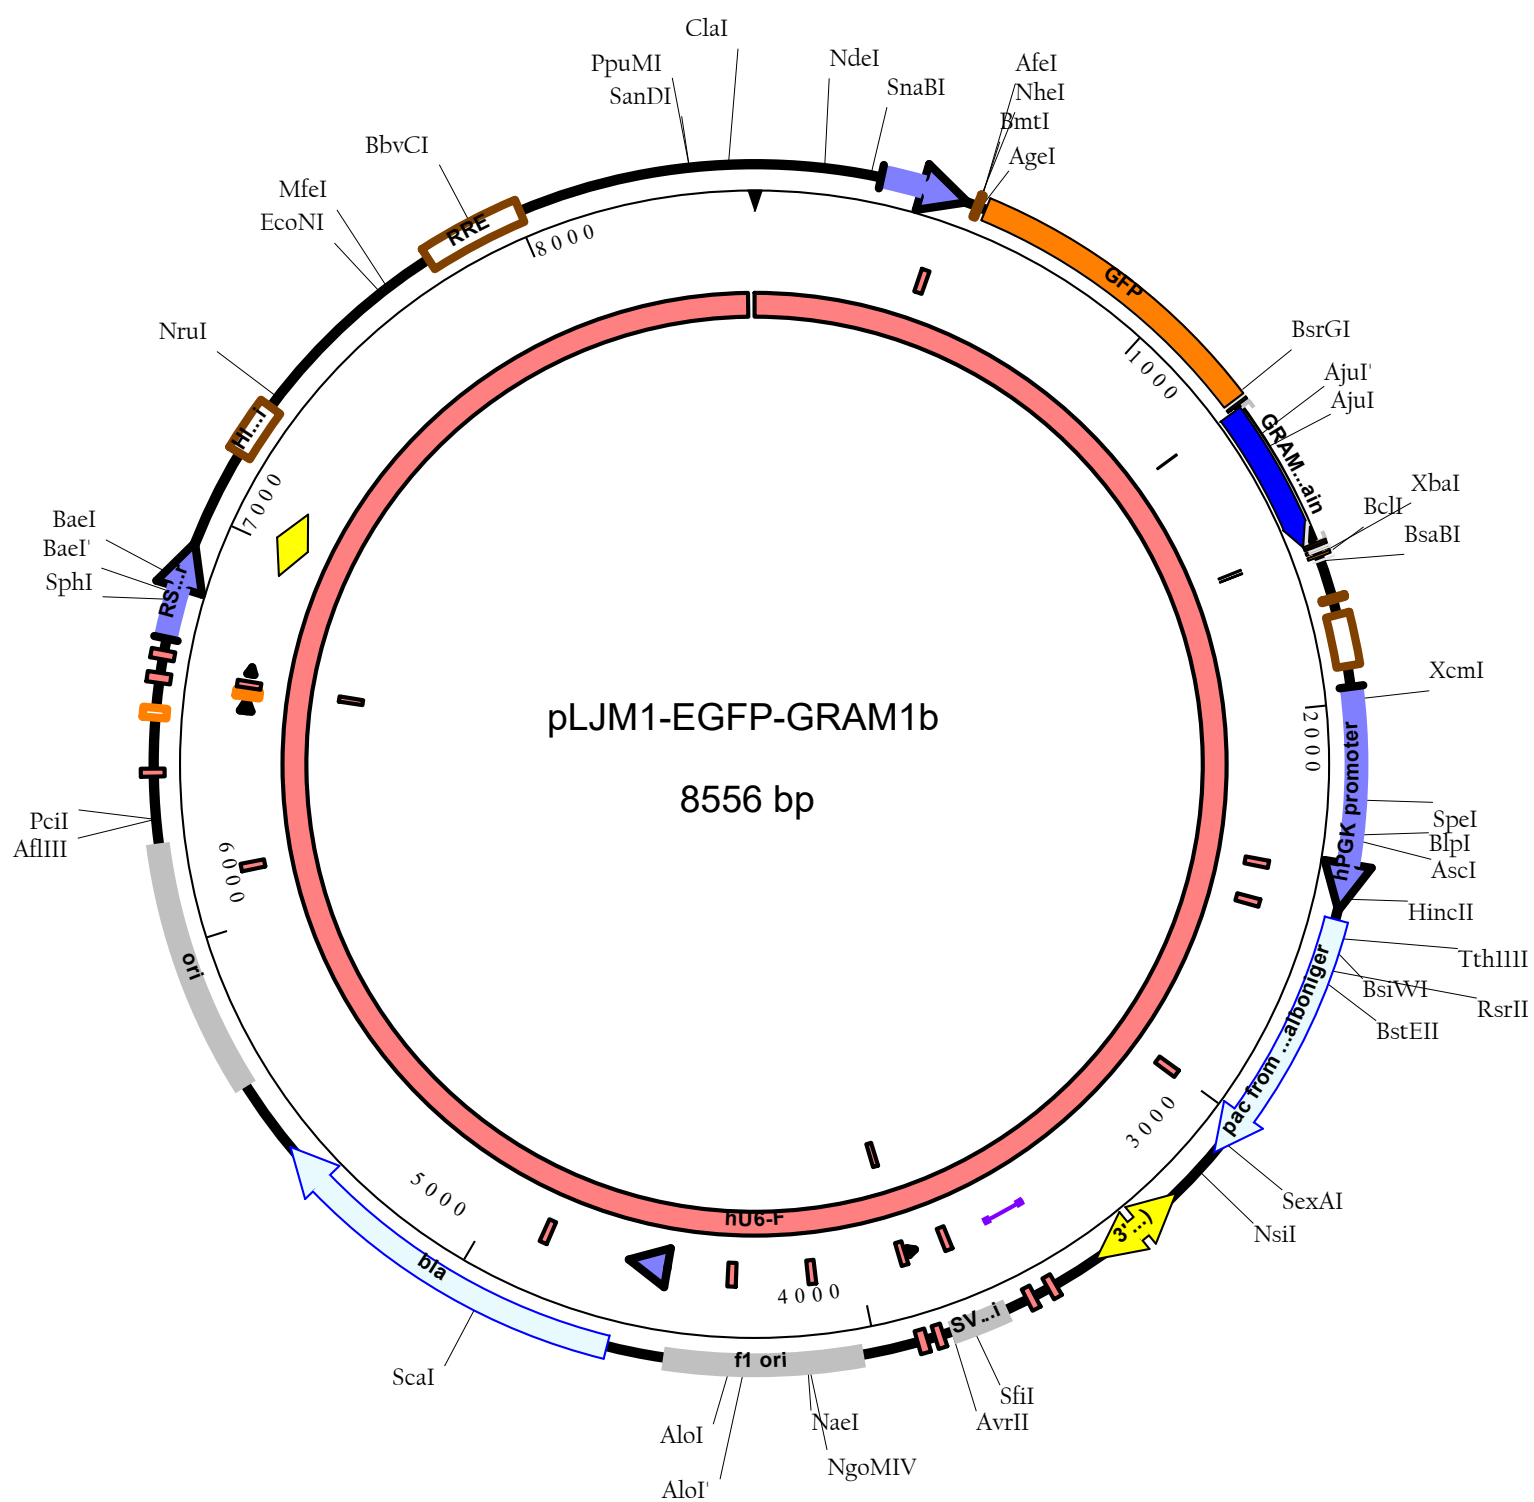 ClaI
PpuMI
NdeI
AfeI
SanDI
SnaBI
NheI
BmtI
BbvCI
AgeI
MfeI
EcoNI
RRE
8000
GFP
NruI
BsrGI
1000
AjuI'
AjuI
HI...i
GRAM...ain
7000
XbaI
BclI
BaeI
BsaBI
BaeI'
SphI
RS...r
XcmI
pLJM1-EGFP-GRAM1b
2000
8556 bp
hPGK promoter
PciI
SpeI
AflIII
BlpI
6000
AscI
HincII
ori
TthIIII
BsiWI
RsrII
BstEII
pac from ...alboniger
3000
SexAI
5000
hU6-F
3'...)
NsiI
bla
4000
SV...i
f1 ori
ScaI
SfiI
AvrII
NaeI
AloI
NgoMIV
AloI'